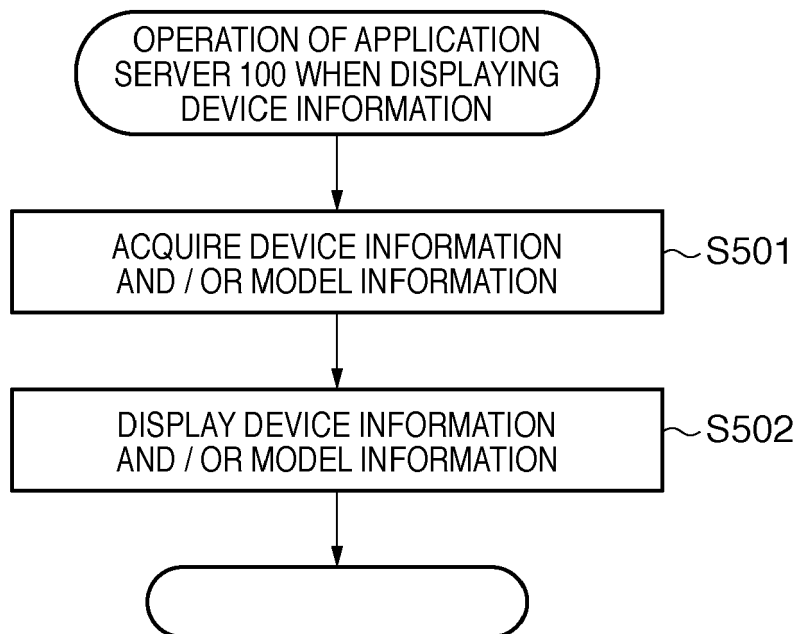 OPERATION OF APPLICATION
SERVER 100 WHEN DISPLAYING
DEVICE INFORMATION
ACQUIRE DEVICE INFORMATION
AND / OR MODEL INFORMATION
S501
DISPLAY DEVICE INFORMATION
AND / OR MODEL INFORMATION
S502